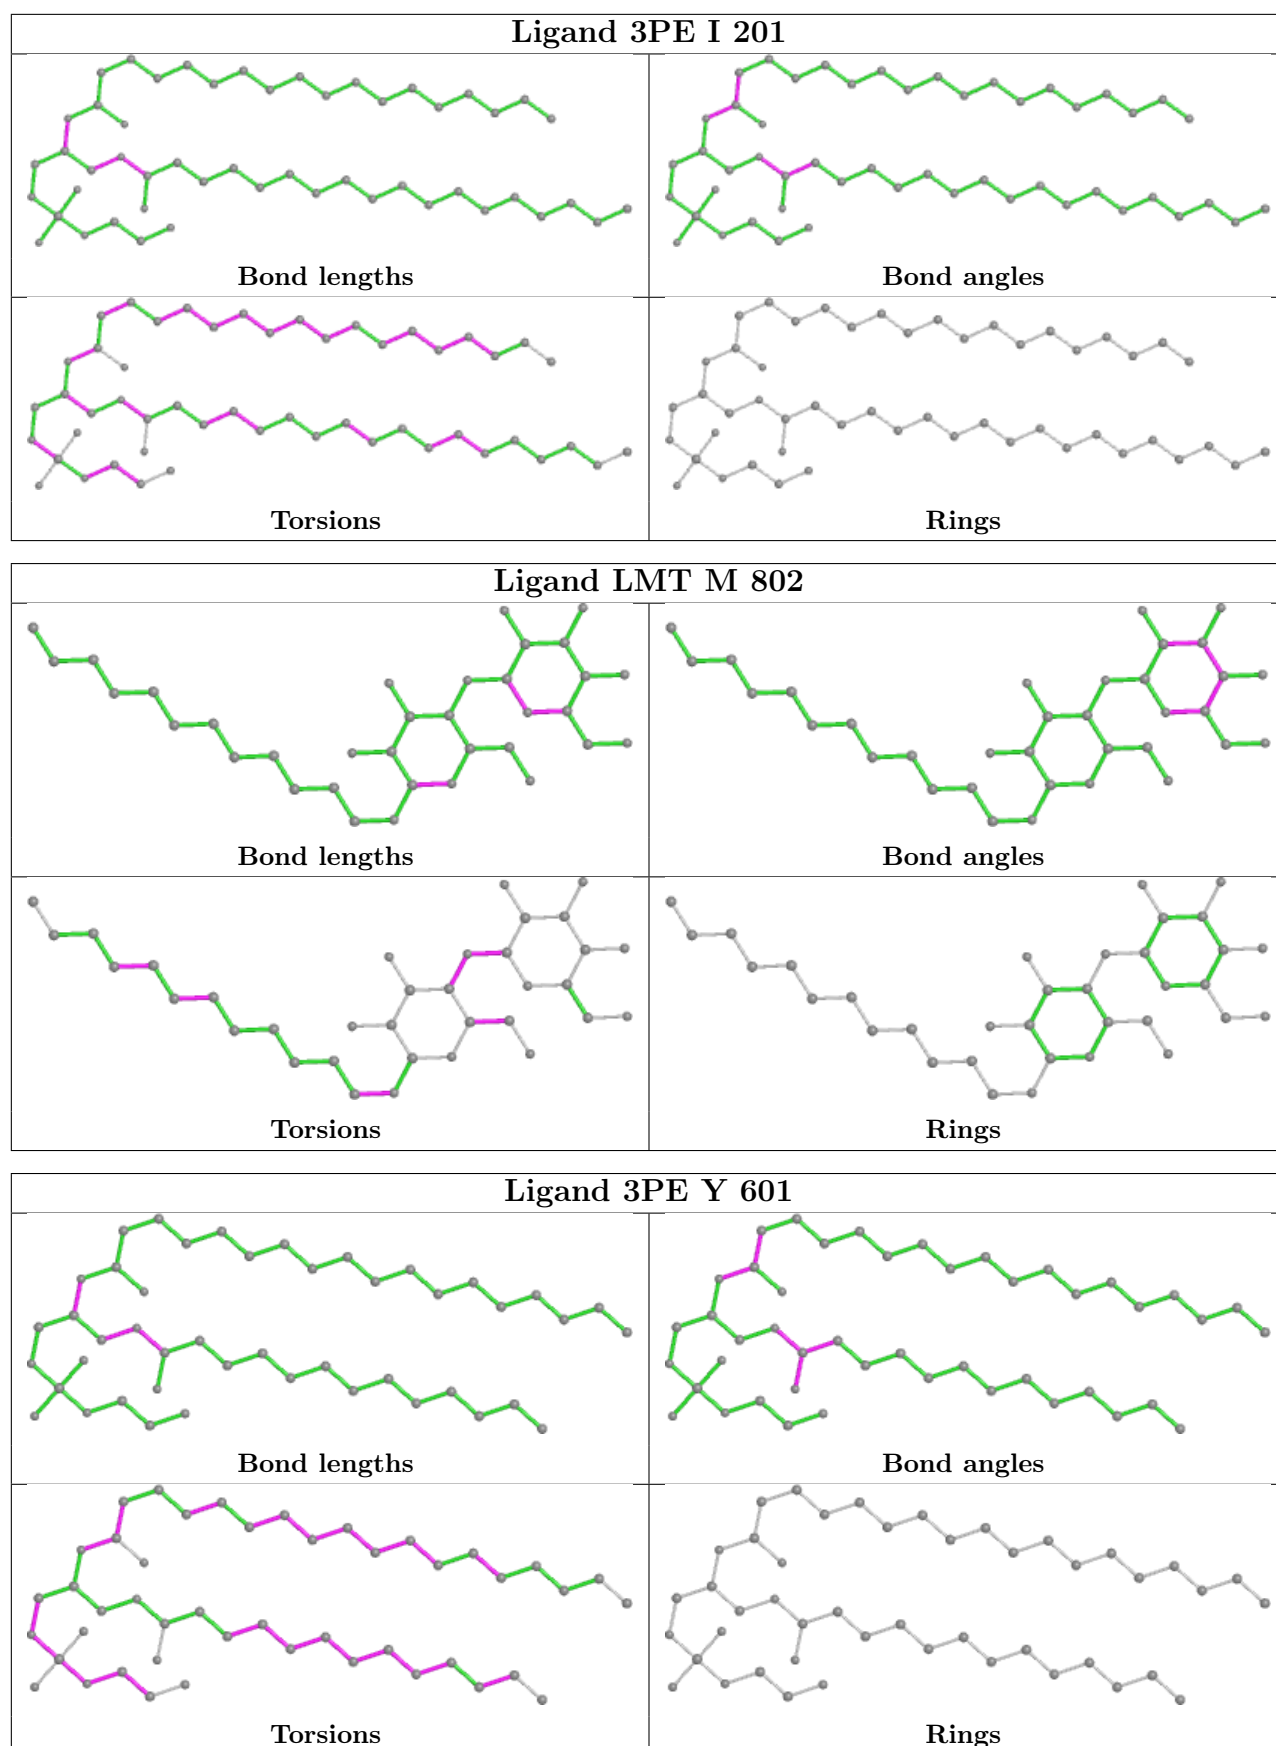 Ligand 3PE I 201
Bond lengths
Bond angles
Torsions
Rings
Ligand LMT M 802
Bond lengths
Bond angles
Torsions
Rings
Ligand 3PE Y 601
Bond lengths
Bond angles
Torsions
Rings